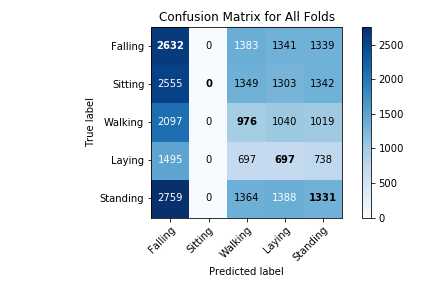 Confusion Matrix for All Folds
Falling 2632 0 1383 1341 1339
Sitting 2555 0 1349 1303 1342
Walking 2097 0 976 1040 1019
Laying 1495 0 697 697 738
Standing 2759 0 1364 1388 1331
Falling Sitting Walking Laying Standing
True label
Predicted label
2500
2000
1500
1000
500
0